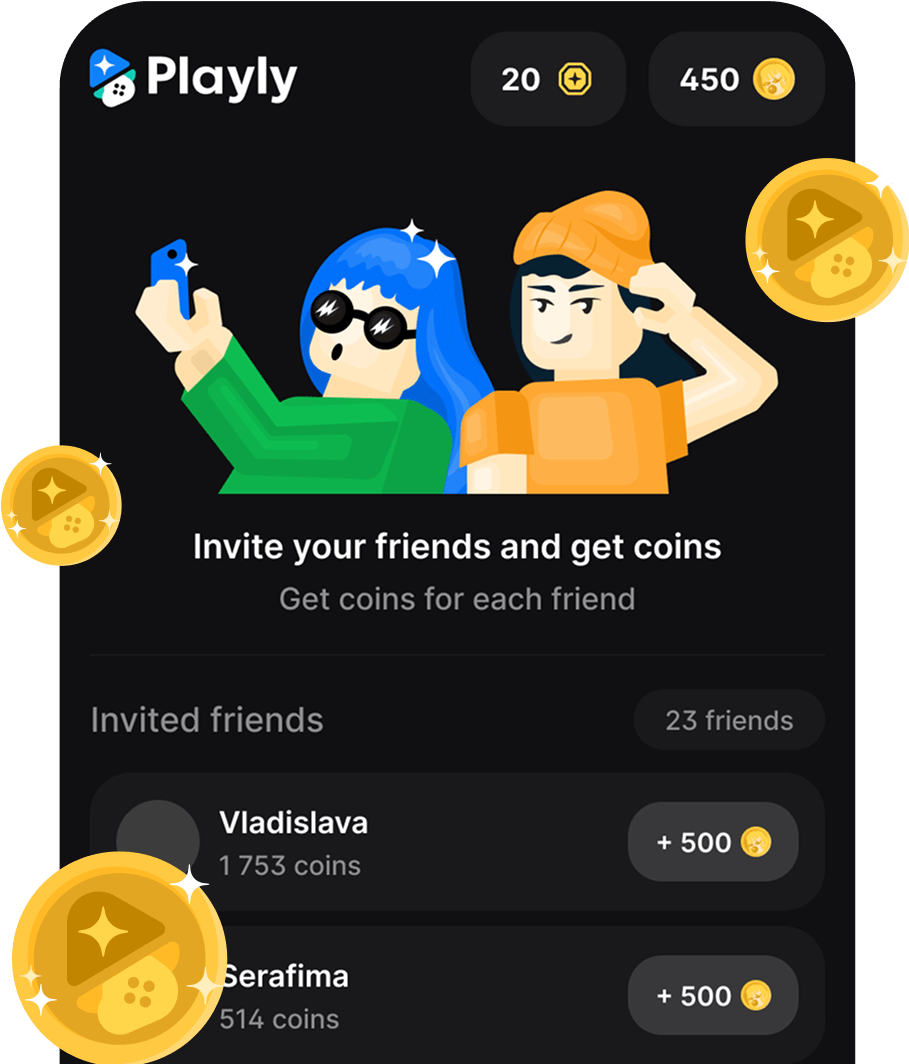 Playly
20
450
Invite your friends and get coins
Get coins for each friend
Invited friends
23 friends
Vladislava
1 753 coins
+ 500
Serafima
514 coins
+ 500